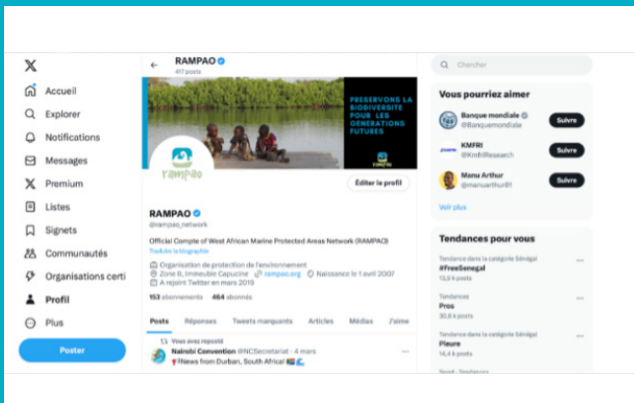 Accueil
Explorer
Notifications
Messages
Premium
Listes
Signets
Communautés
Organisations certi
Profil
Plus
Poster
RAMPAO
417 posts
PRESERVONS LA
BIODIVERSITE
POUR LES
GENERATIONS
FUTURES
rampao
rampao
Éditer le profil
RAMPAO
@rampao_network
Official Compte of West African Marine Protected Areas Network (RAMPAO)
Traduire la biographie
Organisation de protection de l'environnement
Zone B, Immeuble Capucine rampao.org Naissance le 1 avril 2007
A rejoint Twitter en mars 2019
153 abonnements 464 abonnés
Posts Réponses Tweets marquants Articles Médias J'aime
Vous avez reposté
Nairobi Convention @NCSecretariat · 4 mars
News from Durban, South Africa!
Chercher
Vous pourriez aimer
Banque mondiale
@Banquemondiale
Suivre
KMFRI
@KmfriResearch
Suivre
Manu Arthur
@manuarthur81
Suivre
Voir plus
Tendances pour vous
Tendance dans la catégorie Sénégal
#FreeSenegal
13,9 k posts
Tendances
Pros
30,8 k posts
Tendance dans la catégorie Sénégal
Pleure
14,4 k posts